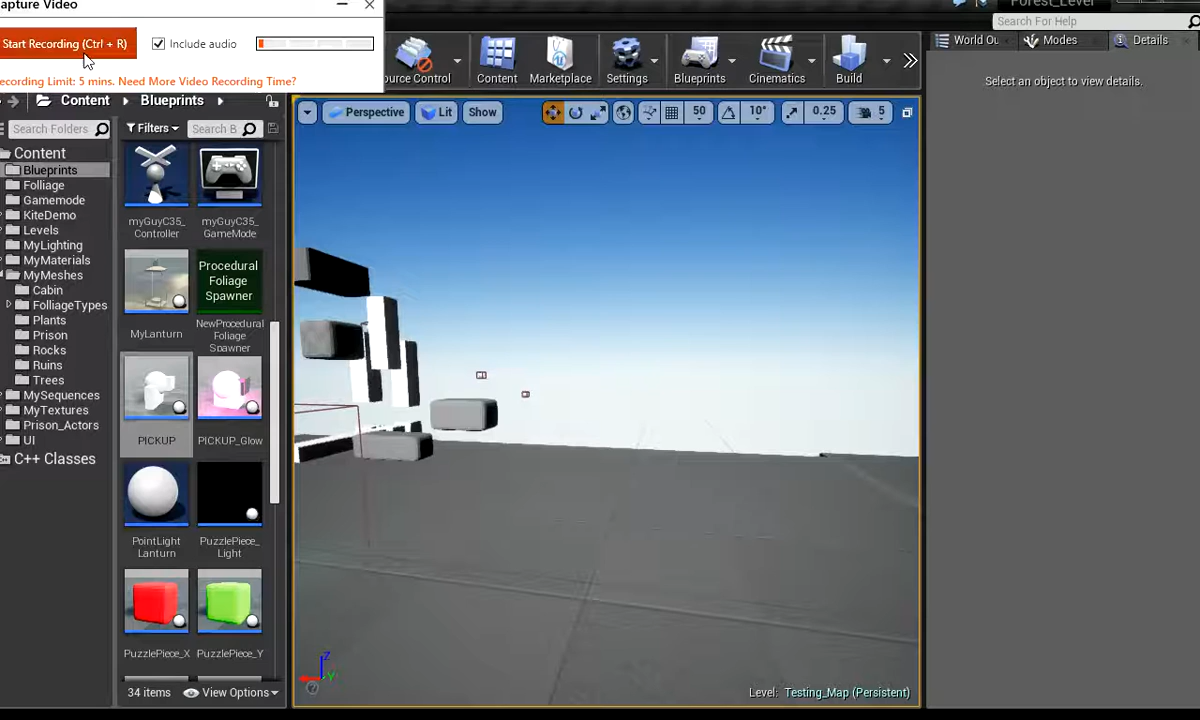 apture Video
Start Recording (Ctrl + R)
Include audio
ecording Limit: 5 mins. Need More Video Recording Time?
Forest_Level
Search For Help
ource Control
Content
Marketplace
Settings
Blueprints
Cinematics
Build
World Ou
Modes
Details
Select an object to view details.
Content
Blueprints
Search Folders
Filters
Search B
Content
Blueprints
Folliage
Gamemode
KiteDemo
Levels
MyLighting
MyMaterials
MyMeshes
Cabin
FolliageTypes
Plants
Prison
Rocks
Ruins
Trees
MySequences
MyTextures
Prison_Actors
UI
C++ Classes
myGuyC35_
Controller
myGuyC35_
GameMode
MyLanturn
Procedural
Foliage
Spawner
NewProcedural
Foliage
Spawner
PICKUP
PICKUP_Glow
PointLight
Lanturn
PuzzlePiece_
Light
PuzzlePiece_X
PuzzlePiece_Y
34 items
View Options
Perspective
Lit
Show
50
10°
0.25
5
Z
Y
Level: Testing_Map (Persistent)